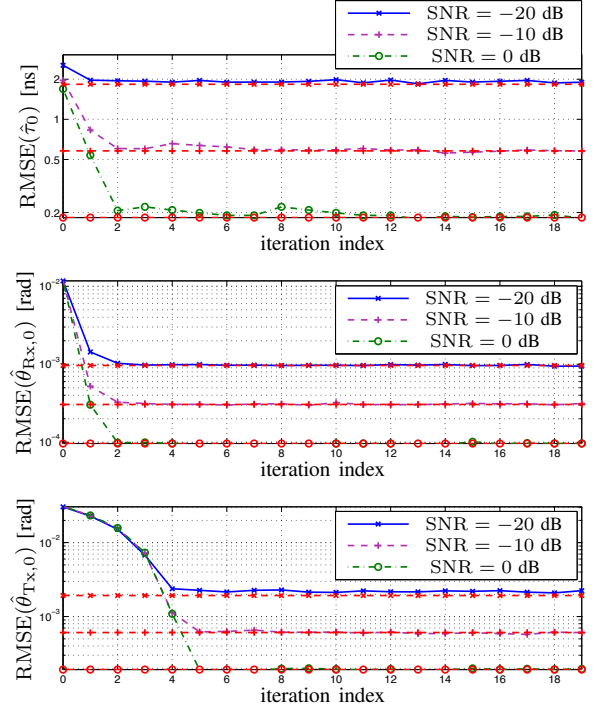 SNR = −20 dB
SNR = −10 dB
SNR = 0 dB
RMSE(τ̂0) [ns]
2
1
0.5
0.2
0 2 4 6 8 10 12 14 16 18
iteration index
SNR = −20 dB
SNR = −10 dB
SNR = 0 dB
RMSE(θ̂Rx,0) [rad]
10−2
10−3
10−4
0 2 4 6 8 10 12 14 16 18
iteration index
SNR = −20 dB
SNR = −10 dB
SNR = 0 dB
RMSE(θ̂Tx,0) [rad]
10−2
10−3
0 2 4 6 8 10 12 14 16 18
iteration index